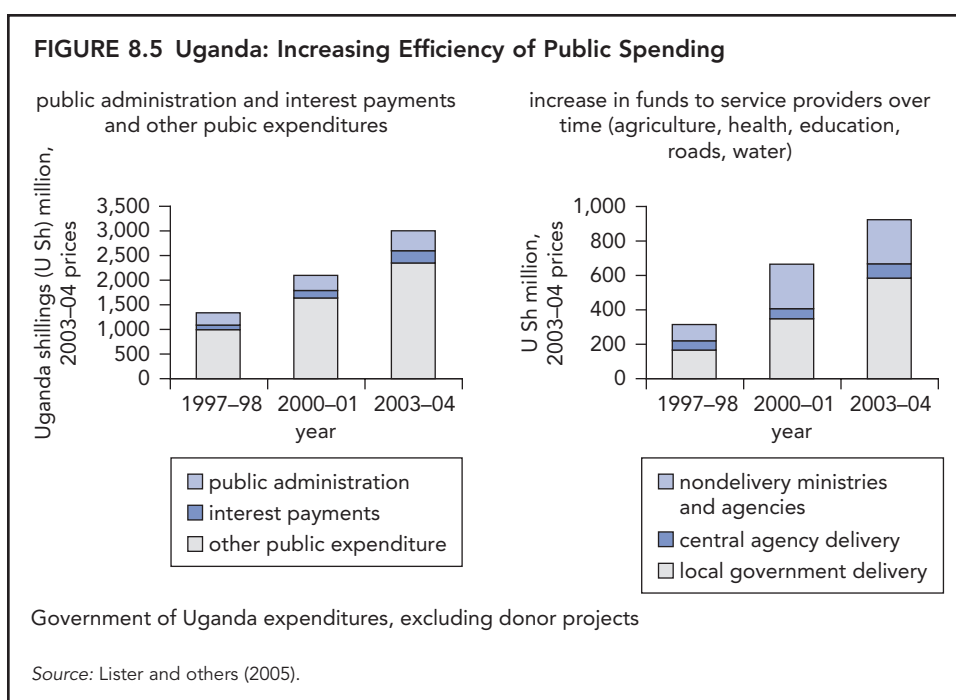 FIGURE 8.5 Uganda: Increasing Efficiency of Public Spending
public administration and interest payments
and other pubic expenditures
Uganda shillings (U Sh) million,
2003–04 prices
3,500
3,000
2,500
2,000
1,500
1,000
500
0
1997–98 2000–01 2003–04
year
public administration
interest payments
other public expenditure
increase in funds to service providers over
time (agriculture, health, education,
roads, water)
U Sh million,
2003–04 prices
1,000
800
600
400
200
0
1997–98 2000–01 2003–04
year
nondelivery ministries
and agencies
central agency delivery
local government delivery
Government of Uganda expenditures, excluding donor projects
Source: Lister and others (2005).